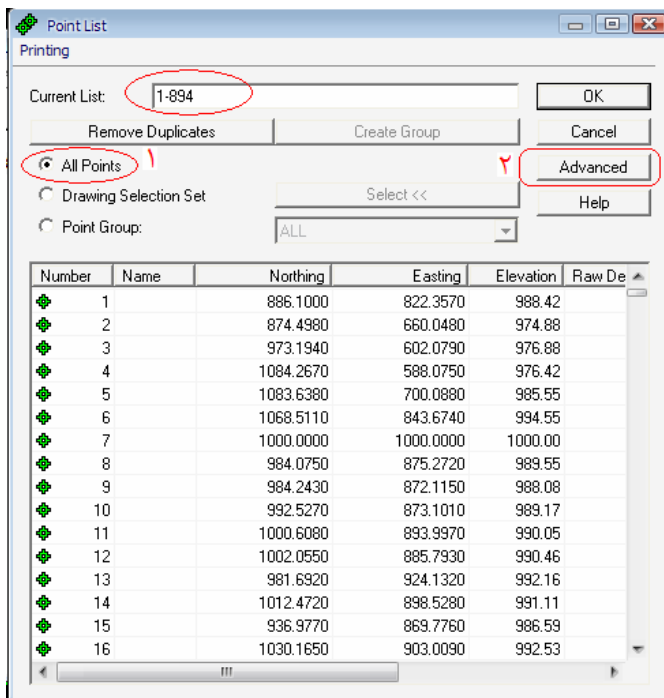 Point List
Printing
Current List: 1-894 OK
Remove Duplicates Create Group Cancel
All Points ۱ ۲ Advanced
Drawing Selection Set Select << Help
Point Group: ALL
Number Name Northing Easting Elevation Raw De
1 886.1000 822.3570 988.42
2 874.4980 660.0480 974.88
3 973.1940 602.0790 976.88
4 1084.2670 588.0750 976.42
5 1083.6380 700.0880 985.55
6 1068.5110 843.6740 994.55
7 1000.0000 1000.0000 1000.00
8 984.0750 875.2720 989.55
9 984.2430 872.1150 988.08
10 992.5270 873.1010 989.17
11 1000.6080 893.9970 990.05
12 1002.0550 885.7930 990.46
13 981.6920 924.1320 992.16
14 1012.4720 898.5280 991.11
15 936.9770 869.7760 986.59
16 1030.1650 903.0090 992.53